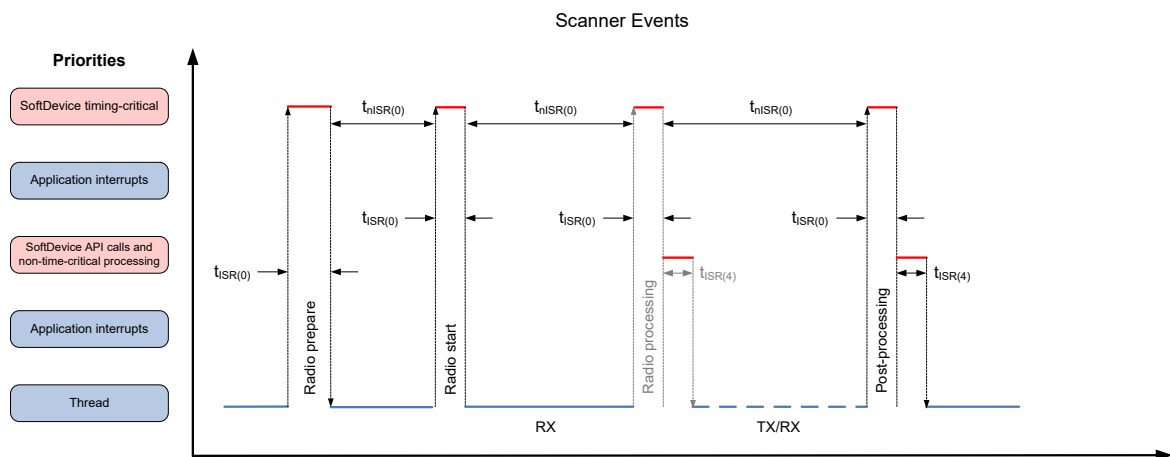 Scanner Events
Priorities
SoftDevice timing-critical
Application interrupts
SoftDevice API calls and
non-time-critical processing
Application interrupts
Thread
tnISR(0)
tnISR(0)
tnISR(0)
tISR(0)
tISR(0)
tISR(0)
tISR(0)
tISR(4)
tISR(4)
Radio prepare
Radio start
Radio processing
Post-processing
RX
TX/RX